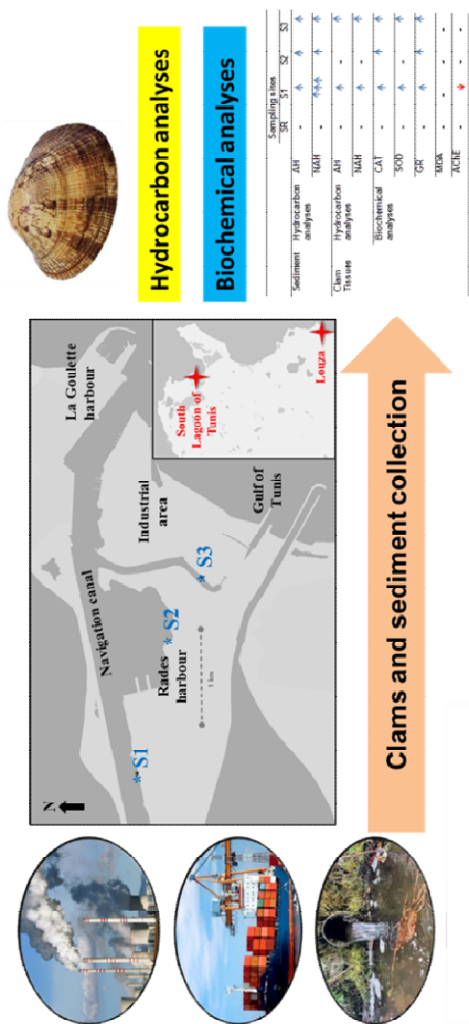 N
S1
Navigation canal
La Goulette
harbour
Rades
harbour
S2
S3
1 km
Industrial
area
Gulf of
Tunis
South
Lagoon of
Tunis
Louza
Clams and sediment collection
Hydrocarbon analyses
Biochemical analyses
Sampling sites
SR S1 S2 S3
Sediment Hydrocarbon analyses AH - ↑ ↑ ↑
NAH - ↑↑↑ ↑ ↑
Clam Tissues Hydrocarbon analyses AH - ↑ - ↑
NAH - ↑ - ↑
Biochemical analyses CAT - ↑ - ↑
SOD - ↑ - ↑
GR - ↑ ↑ ↑
MDA - - - -
AChE - ↓ - -